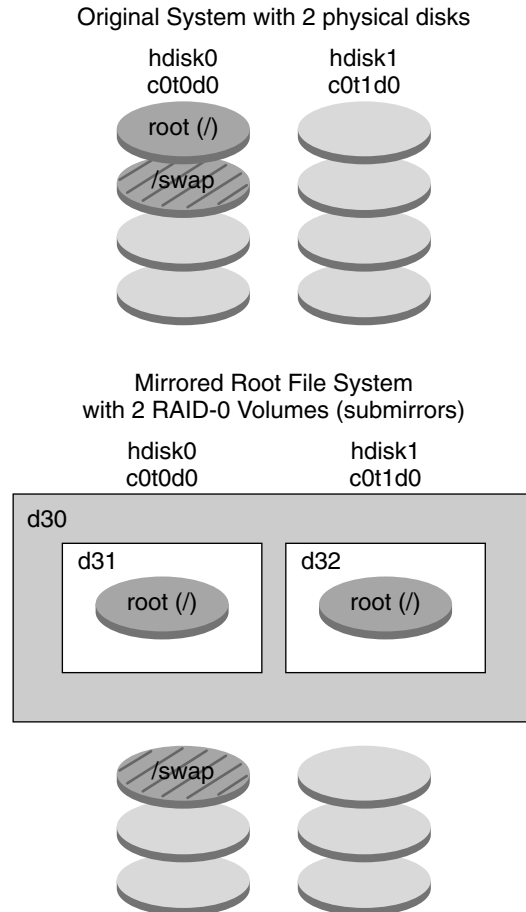 Original System with 2 physical disks
hdisk0 hdisk1
c0t0d0 c0t1d0
root (/)
/swap
Mirrored Root File System
with 2 RAID-0 Volumes (submirrors)
hdisk0 hdisk1
c0t0d0 c0t1d0
d30
d31 d32
root (/) root (/)
/swap